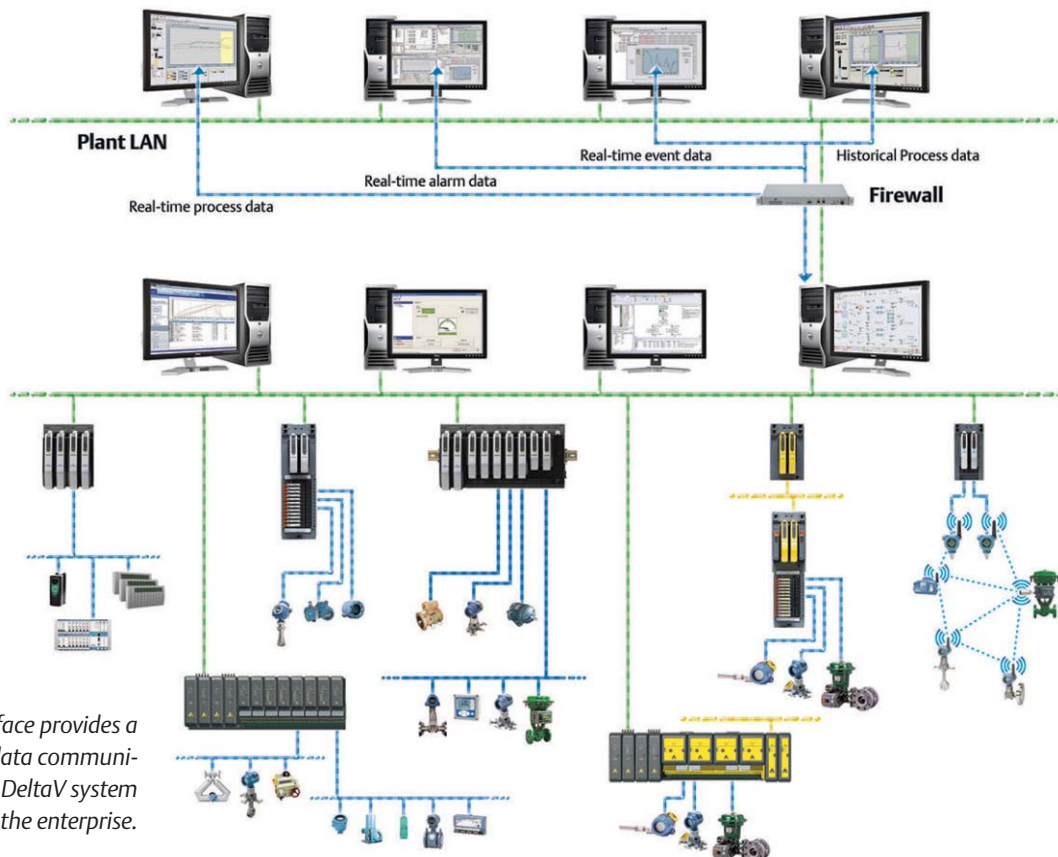 Plant LAN
Real-time event data
Historical Process data
Real-time alarm data
Real-time process data
Firewall
face provides a
data communi-
DeltaV system
the enterprise.